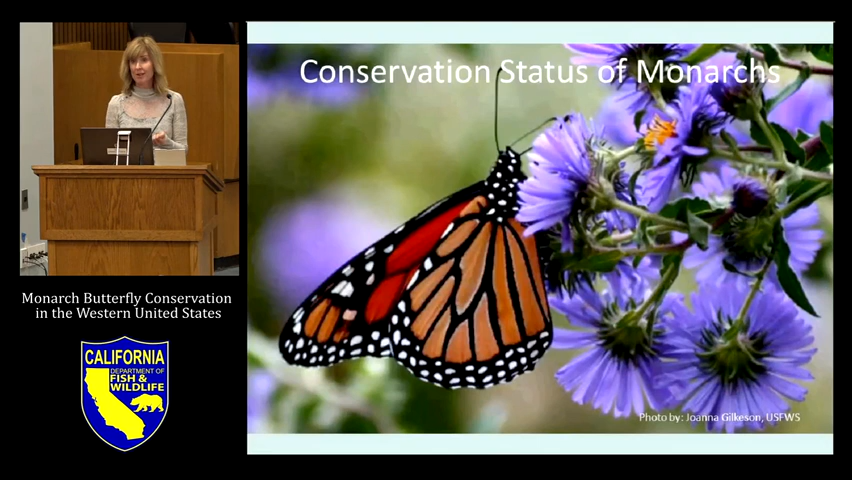 Conservation Status of Monarchs
Monarch Butterfly Conservation
in the Western United States
CALIFORNIA
DEPARTMENT OF
FISH &
WILDLIFE
Photo by: Joanna Gilkeson, USFWS